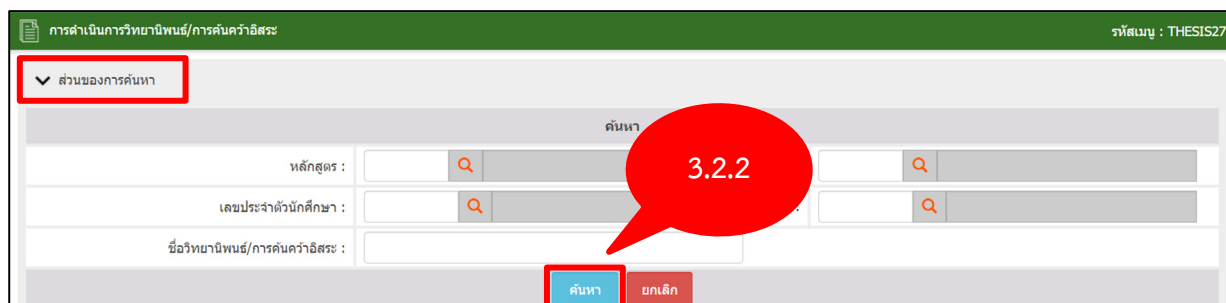 การดำเนินการวิทยานิพนธ์/การค้นคว้าอิสระ รหัสเมนู : THESIS27
ส่วนของการค้นหา
ค้นหา
หลักสูตร :
3.2.2
เลขประจำตัวนักศึกษา : :
ชื่อวิทยานิพนธ์/การค้นคว้าอิสระ :
ค้นหา ยกเลิก